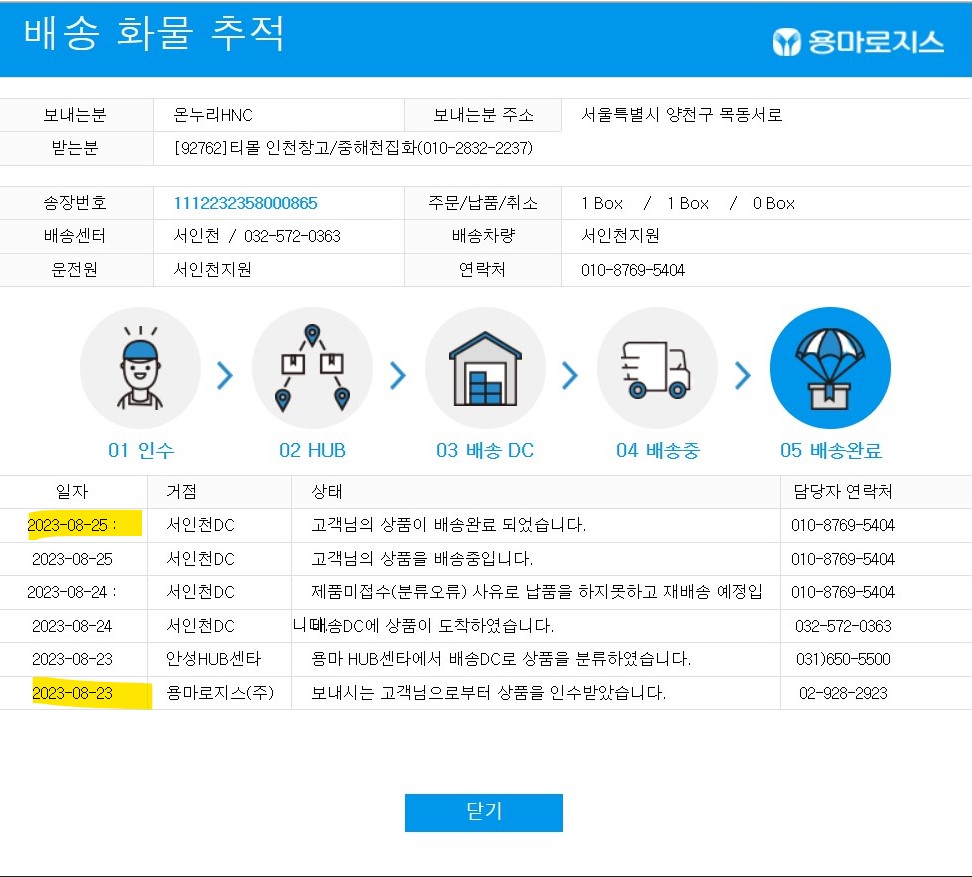 배송 화물 추적
용마로지스
보내는분 온누리HNC 보내는분 주소 서울특별시 양천구 목동서로
받는분 [92762]티몰 인천창고/중해천집화(010-2832-2237)
송장번호 1112232358000865 주문/납품/취소 1 Box / 1 Box / 0 Box
배송센터 서인천 / 032-572-0363 배송차량 서인천지원
운전원 서인천지원 연락처 010-8769-5404
01 인수 02 HUB 03 배송 DC 04 배송중 05 배송완료
일자 거점 상태 담당자 연락처
2023-08-25 : 서인천DC 고객님의 상품이 배송완료 되었습니다. 010-8769-5404
2023-08-25 서인천DC 고객님의 상품을 배송중입니다. 010-8769-5404
2023-08-24 : 서인천DC 제품미접수(분류오류) 사유로 납품을 하지못하고 재배송 예정입니다. 010-8769-5404
2023-08-24 서인천DC 배송DC에 상품이 도착하였습니다. 032-572-0363
2023-08-23 안성HUB센타 용마 HUB센타에서 배송DC로 상품을 분류하였습니다. 031)650-5500
2023-08-23 용마로지스(주) 보내시는 고객님으로부터 상품을 인수받았습니다. 02-928-2923
닫기